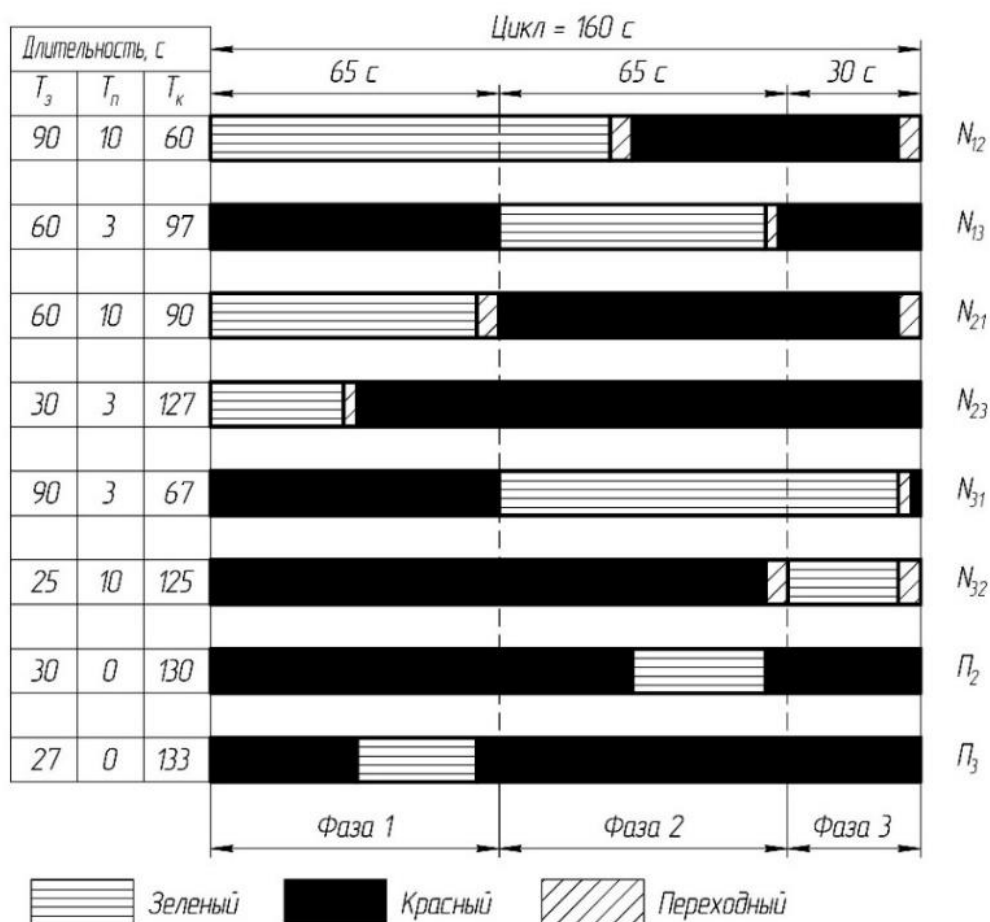 Цикл = 160 с
Длительность, с
65 с 65 с 30 с
Tз Tп Tк
90 10 60 N12
60 3 97 N13
60 10 90 N21
30 3 127 N23
90 3 67 N31
25 10 125 N32
30 0 130 П2
27 0 133 П3
Фаза 1 Фаза 2 Фаза 3
Зеленый Красный Переходный